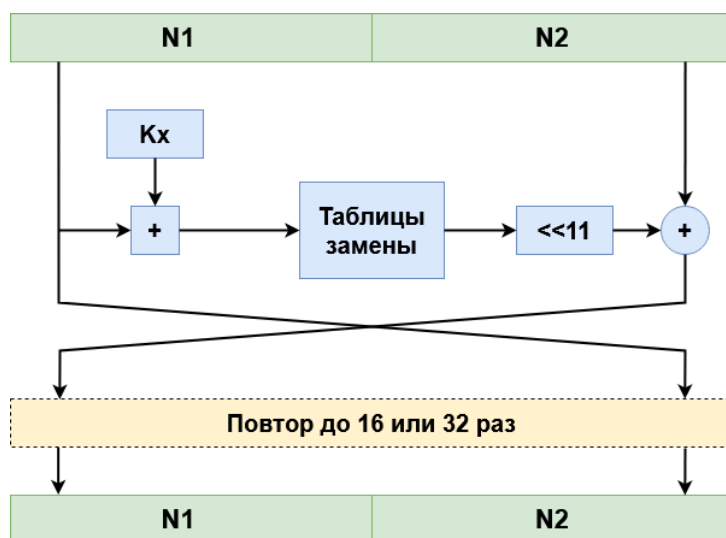 N1
N2
Kx
+
Таблицы
замены
<<11
+
Повтор до 16 или 32 раз
N1
N2